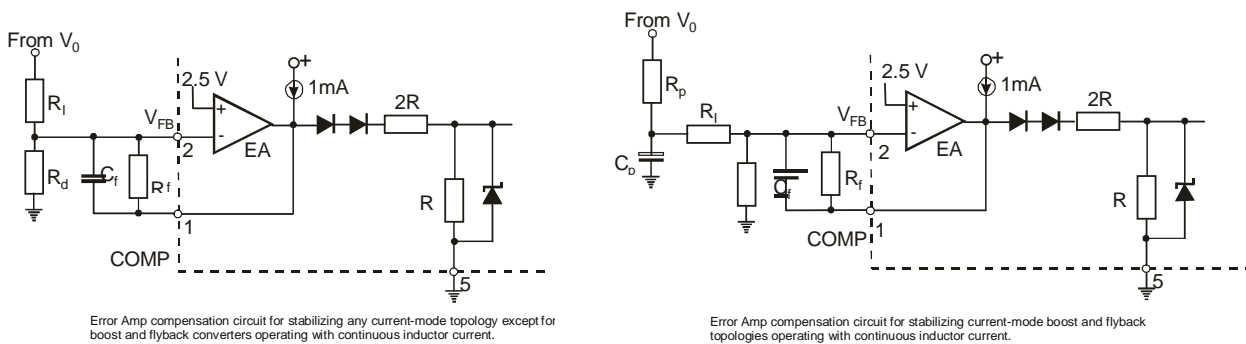 From V0
+
2.5 V
1mA
RI
2R
VFB
+
-
2
EA
Rd
Cf
Rf
R
1
COMP
5
Error Amp compensation circuit for stabilizing any current-mode topology except for
boost and flyback converters operating with continuous inductor current.
From V0
+
2.5 V
1mA
Rp
2R
RI
VFB
+
-
2
EA
Cp
Cf
Rf
R
1
COMP
5
Error Amp compensation circuit for stabilizing current-mode boost and flyback
topologies operating with continuous inductor current.